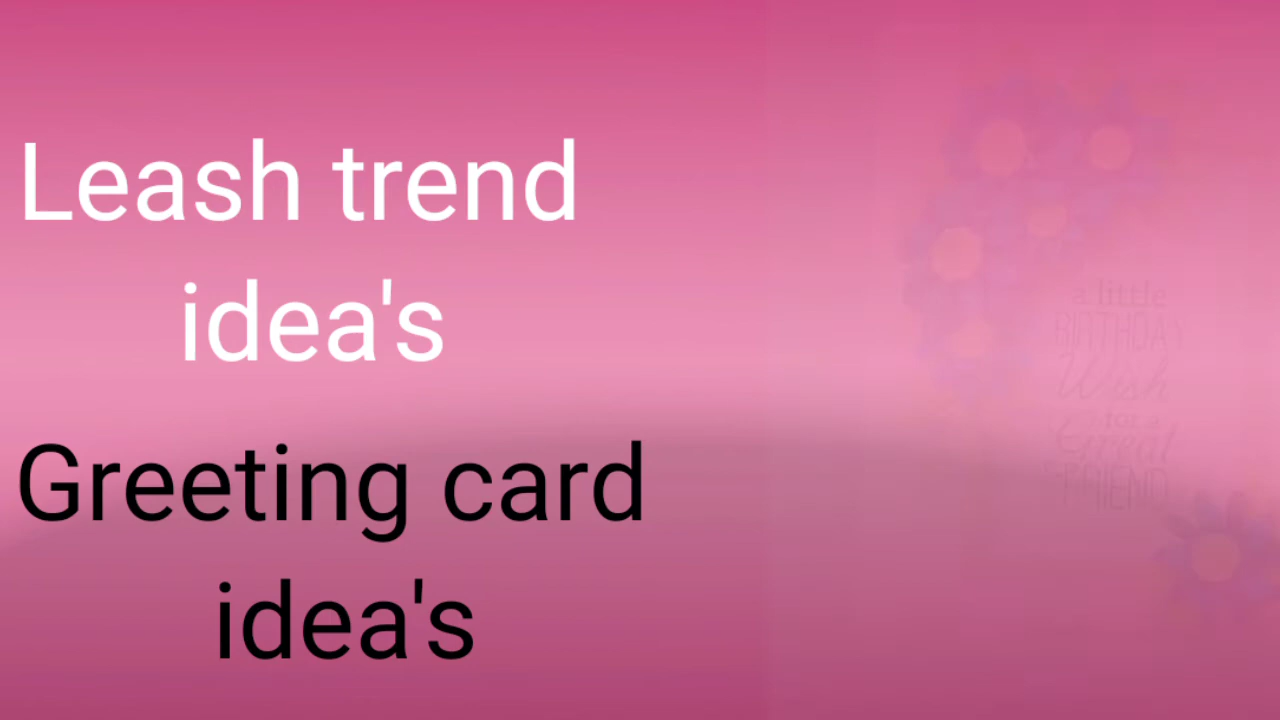 Leash trend
idea's
Greeting card
idea's
a little
BIRTHDAY
Wish
for a
Great
FRIEND